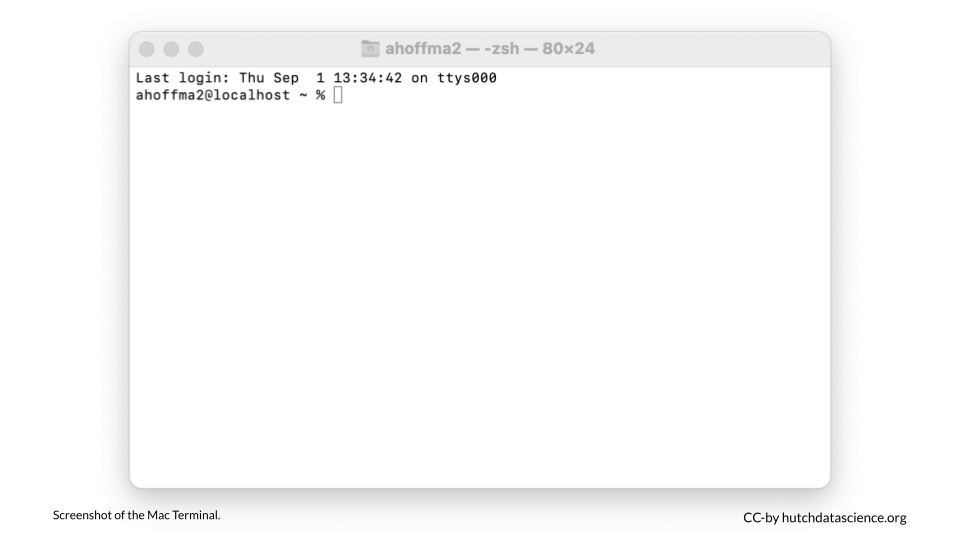 ahoffma2 — -zsh — 80×24
Last login: Thu Sep  1 13:34:42 on ttys000
ahoffma2@localhost ~ %
Screenshot of the Mac Terminal.
CC-by hutchdatascience.org